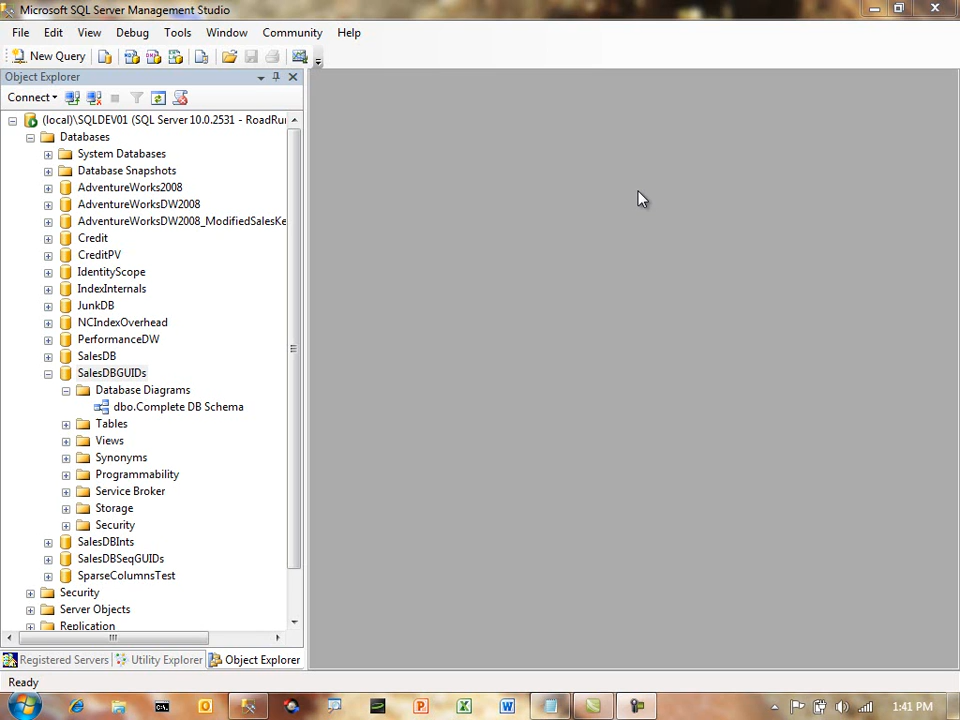 Microsoft SQL Server Management Studio
File Edit View Debug Tools Window Community Help
New Query
Object Explorer
Connect
(local)\SQLDEV01 (SQL Server 10.0.2531 - RoadRu
Databases
System Databases
Database Snapshots
AdventureWorks2008
AdventureWorksDW2008
AdventureWorksDW2008_ModifiedSalesKe
Credit
CreditPV
IdentityScope
IndexInternals
JunkDB
NCIndexOverhead
PerformanceDW
SalesDB
SalesDBGUIDs
Database Diagrams
dbo.Complete DB Schema
Tables
Views
Synonyms
Programmability
Service Broker
Storage
Security
SalesDBInts
SalesDBSeqGUIDs
SparseColumnsTest
Security
Server Objects
Replication
Registered Servers Utility Explorer Object Explorer
Ready
1:41 PM